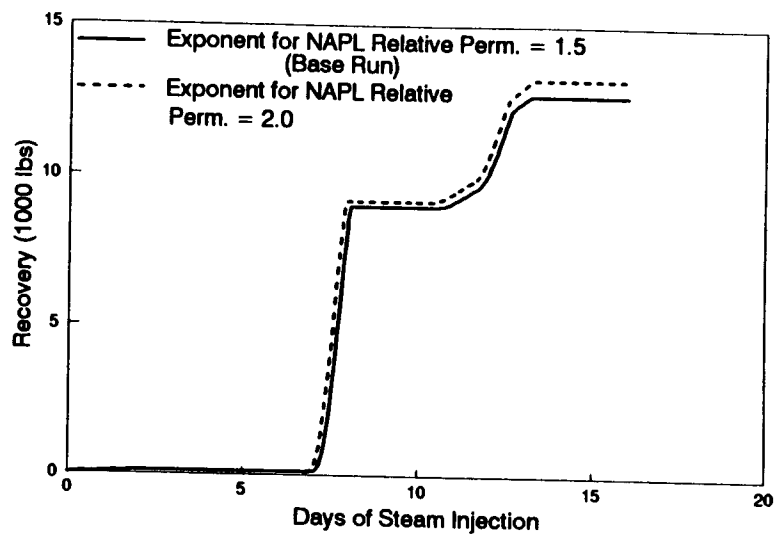 15
Exponent for NAPL Relative Perm. = 1.5
(Base Run)
Exponent for NAPL Relative
Perm. = 2.0
10
Recovery (1000 lbs)
5
0
0 5 10 15 20
Days of Steam Injection